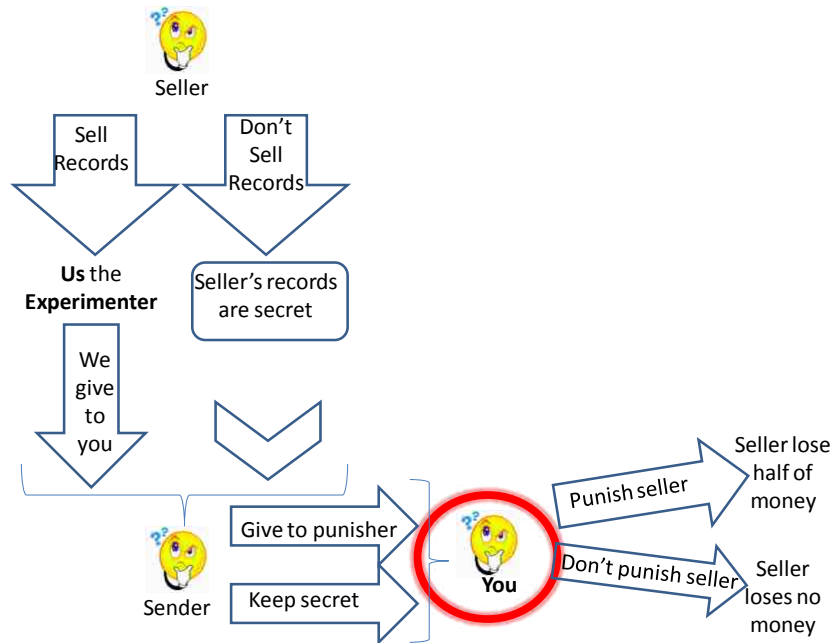 ??
Seller
Sell
Records
Don't
Sell
Records
Us the
Experimenter
Seller's records
are secret
We
give
to
you
??
Sender
Give to punisher
Keep secret
??
You
Punish seller
Don't punish seller
Seller lose
half of
money
Seller
loses no
money